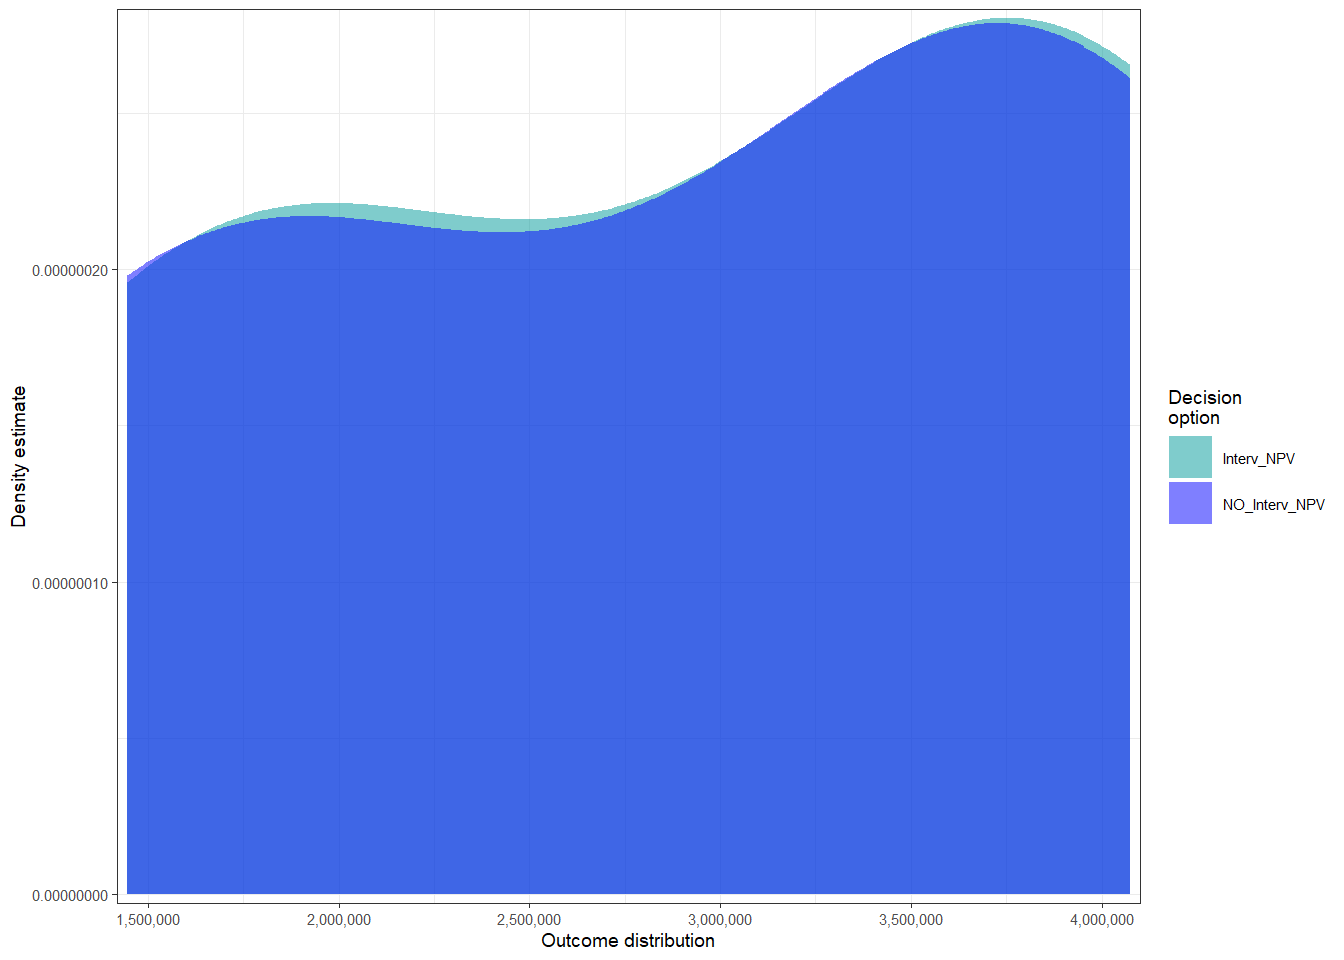 Density estimate
0.00000020
0.00000010
0.00000000
1,500,000
2,000,000
2,500,000
3,000,000
3,500,000
4,000,000
Outcome distribution
Decision
option
Interv_NPV
NO_Interv_NPV